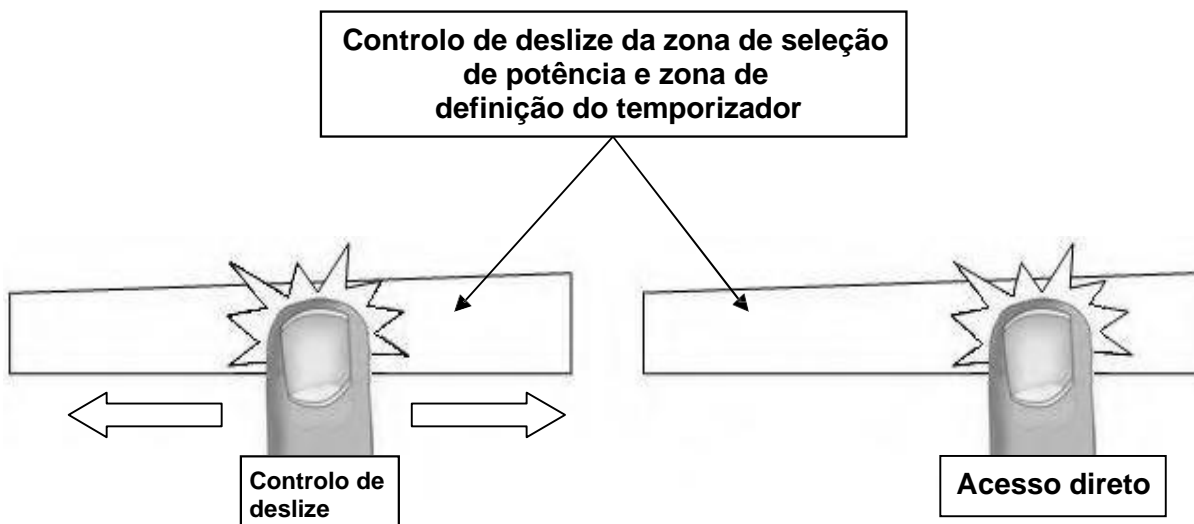 Controlo de deslize da zona de seleção
de potência e zona de
definição do temporizador
Controlo de
deslize
Acesso direto